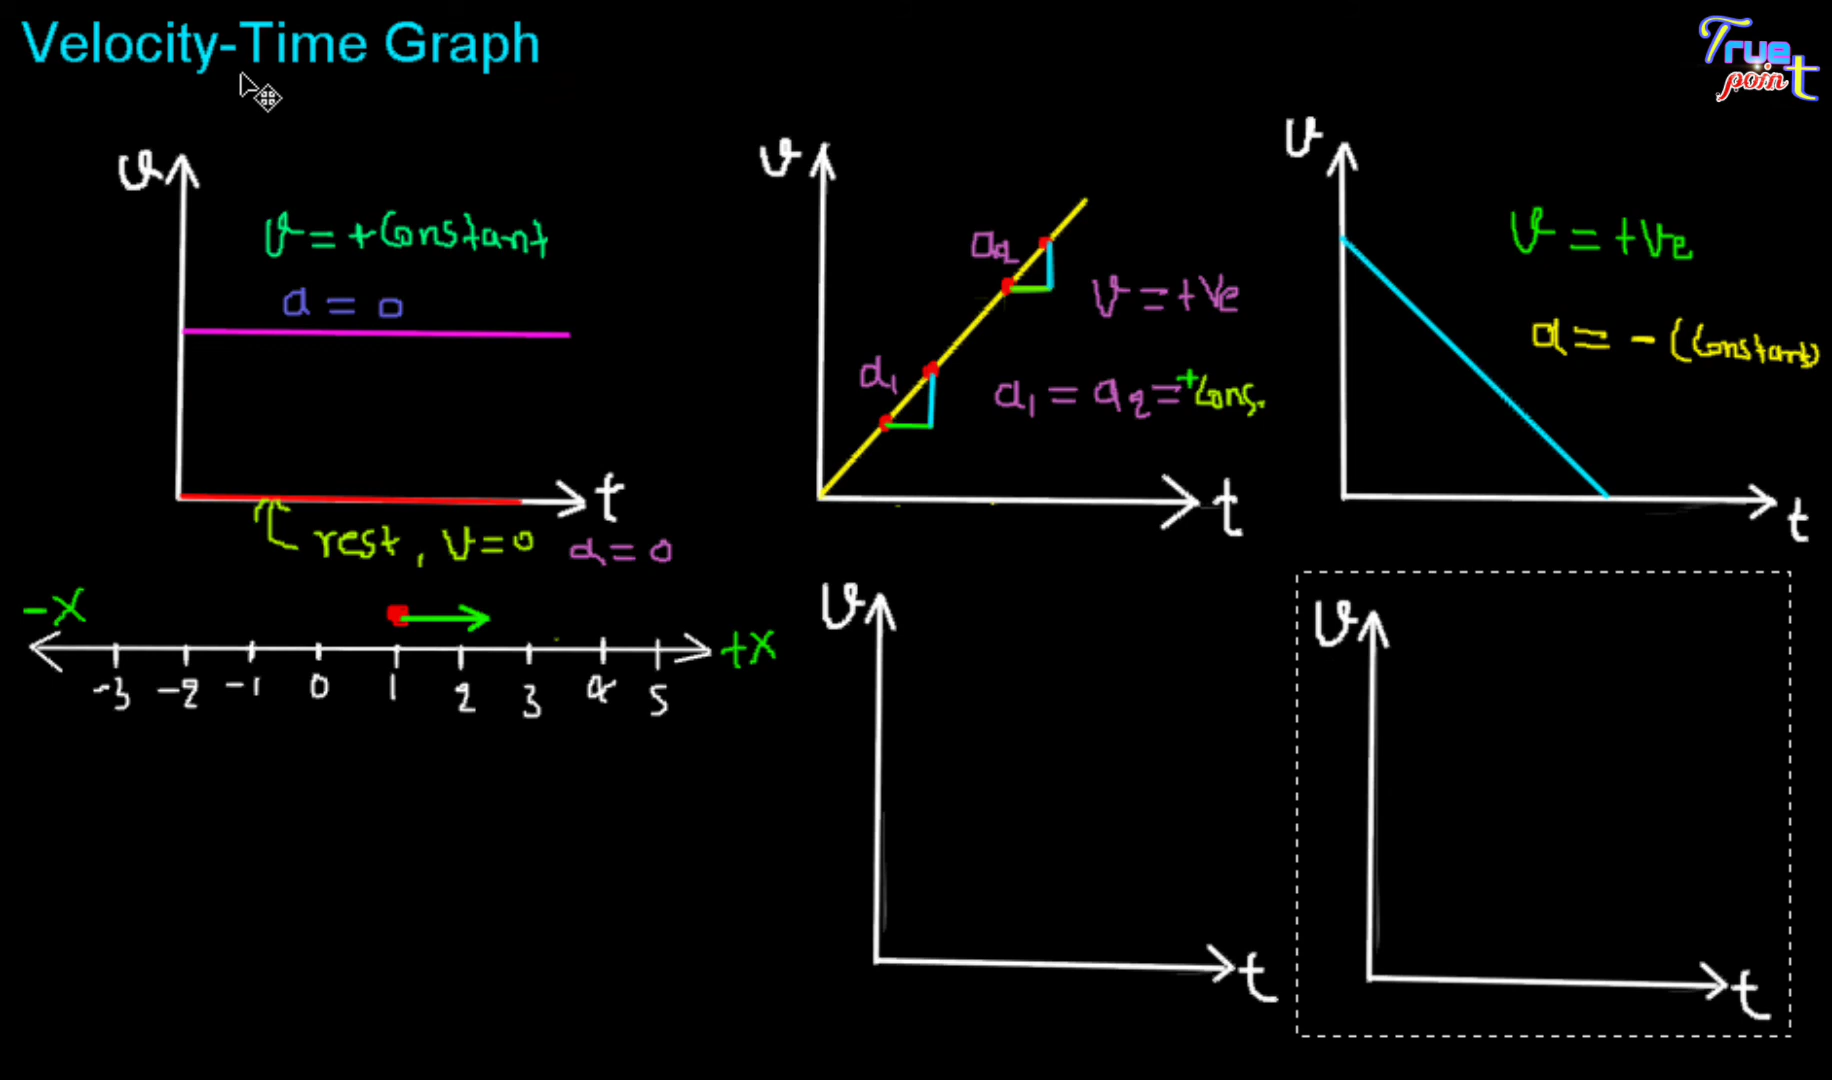 Velocity-Time Graph
True point
v
v = +Constant
a = 0
t
rest, v=0 a=0
v
a2
v = +ve
a1
a1 = a2 = +Cons.
t
v
v = +ve
a = -(Constant)
t
-x
+x
-3 -2 -1 0 1 2 3 4 5
v
t
v
t